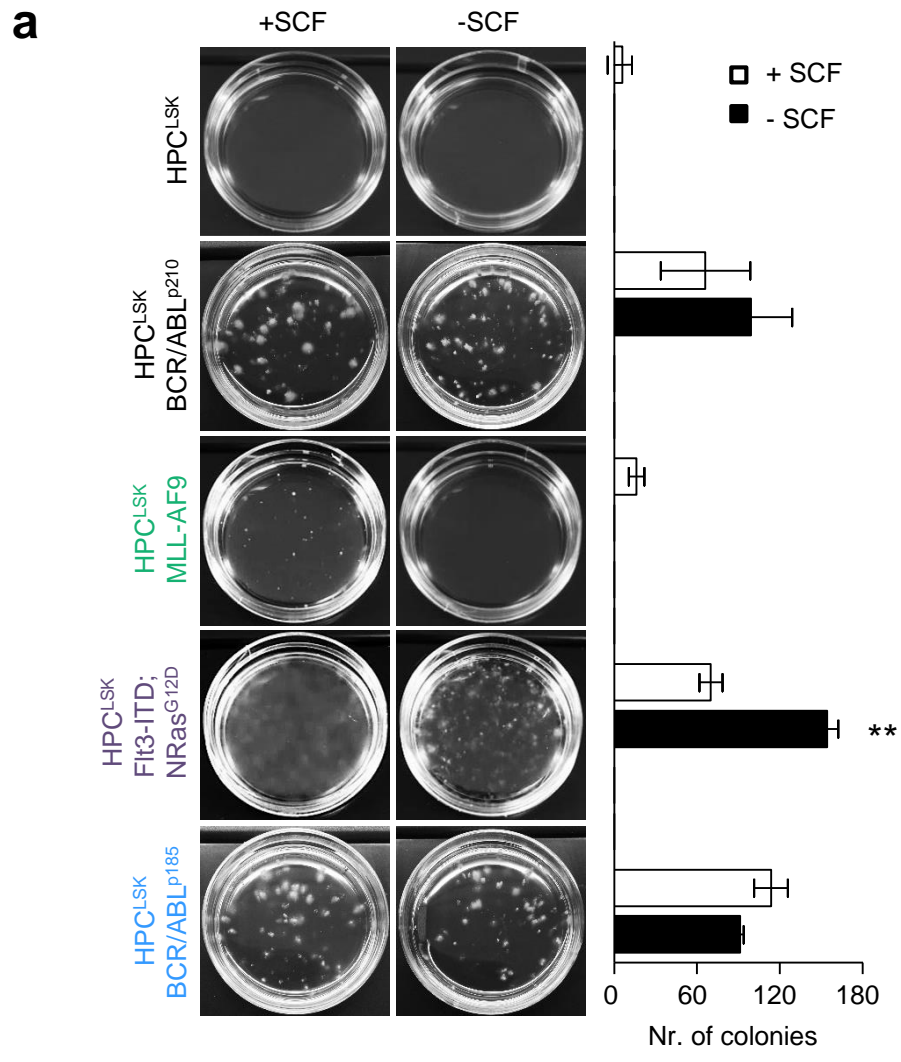 a
+SCF
-SCF
+ SCF
- SCF
HPC^LSK
HPC^LSK
BCR/ABL^p210
HPC^LSK
MLL-AF9
HPC^LSK
Flt3-ITD;
NRas^G12D
**
HPC^LSK
BCR/ABL^p185
0
60
120
180
Nr. of colonies